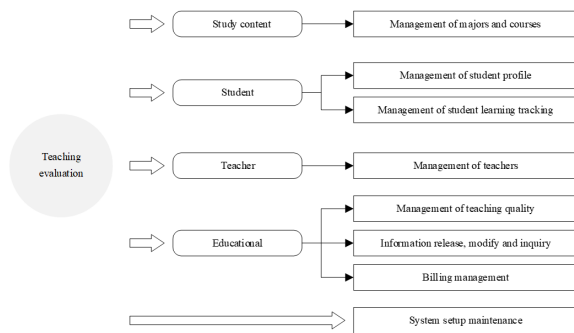 Study content
Management of majors and courses
Student
Management of student profile
Management of student learning tracking
Teaching
evaluation
Teacher
Management of teachers
Educational
Management of teaching quality
Information release, modify and inquiry
Billing management
System setup maintenance